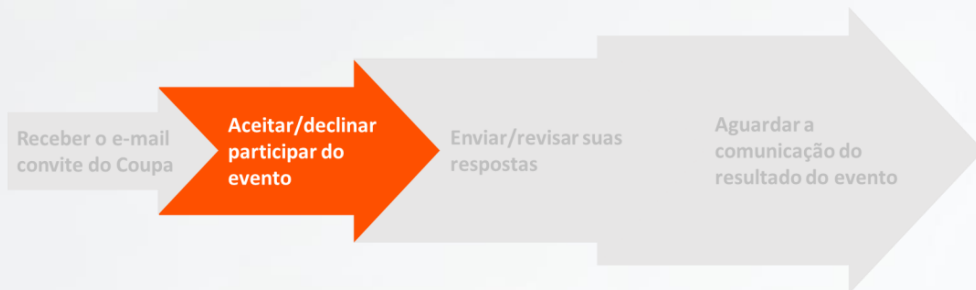 Receber o e-mail
convite do Coupa
Aceitar/declinar
participar do
evento
Enviar/revisar suas
respostas
Aguardar a
comunicação do
resultado do evento